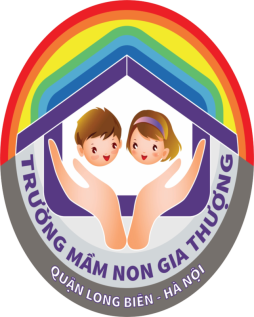 TRƯỜNG MẦM NON GIA THƯỢNG
QUẬN LONG BIÊN - HÀ NỘI